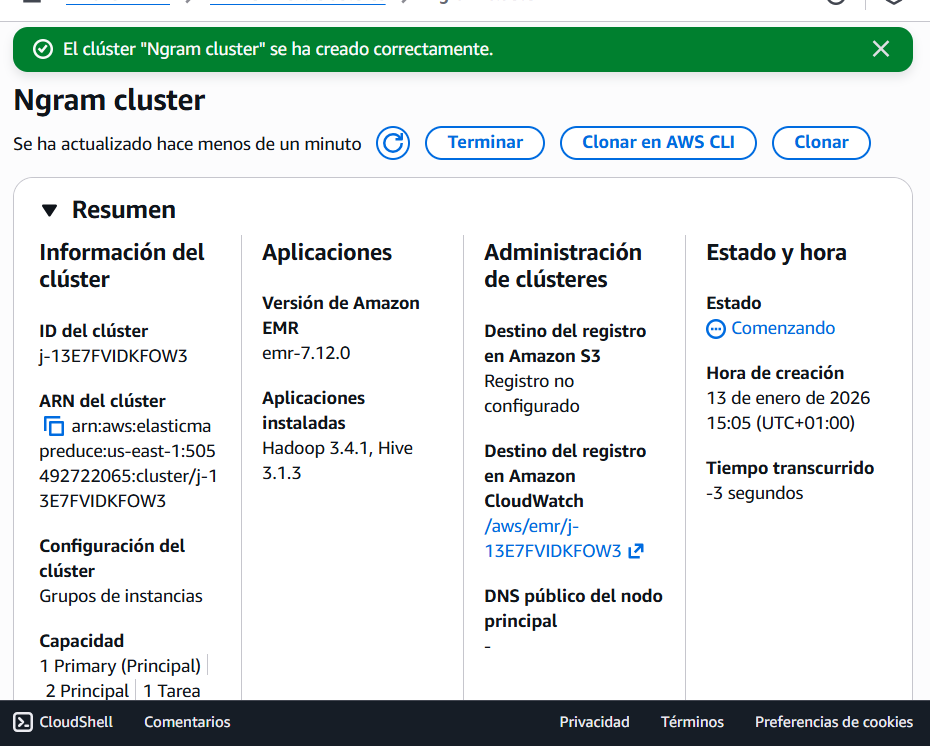 El clúster "Ngram cluster" se ha creado correctamente.
Ngram cluster
Se ha actualizado hace menos de un minuto
Terminar
Clonar en AWS CLI
Clonar
Resumen
Información del
clúster
ID del clúster
j-13E7FVIDKFOW3
ARN del clúster
arn:aws:elasticma
preduce:us-east-1:505
492722065:cluster/j-1
3E7FVIDKFOW3
Configuración del
clúster
Grupos de instancias
Capacidad
1 Primary (Principal)
2 Principal
1 Tarea
Aplicaciones
Versión de Amazon
EMR
emr-7.12.0
Aplicaciones
instaladas
Hadoop 3.4.1, Hive
3.1.3
Administración
de clústeres
Destino del registro
en Amazon S3
Registro no
configurado
Destino del registro
en Amazon
CloudWatch
/aws/emr/j-
13E7FVIDKFOW3
DNS público del nodo
principal
-
Estado y hora
Estado
Comenzando
Hora de creación
13 de enero de 2026
15:05 (UTC+01:00)
Tiempo transcurrido
-3 segundos
CloudShell
Comentarios
Privacidad
Términos
Preferencias de cookies